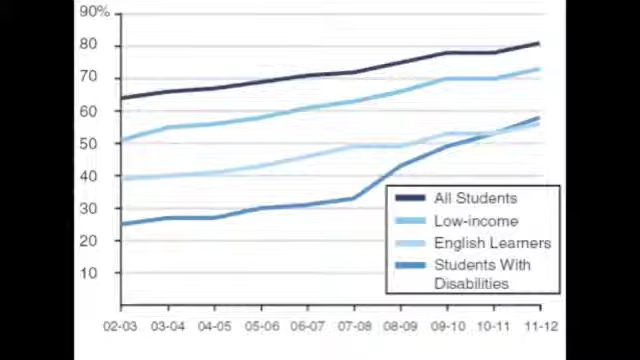 90%
80
70
60
50
40
30
20
10
All Students
Low-income
English Learners
Students With
Disabilities
02-03 03-04 04-05 05-06 06-07 07-08 08-09 09-10 10-11 11-12